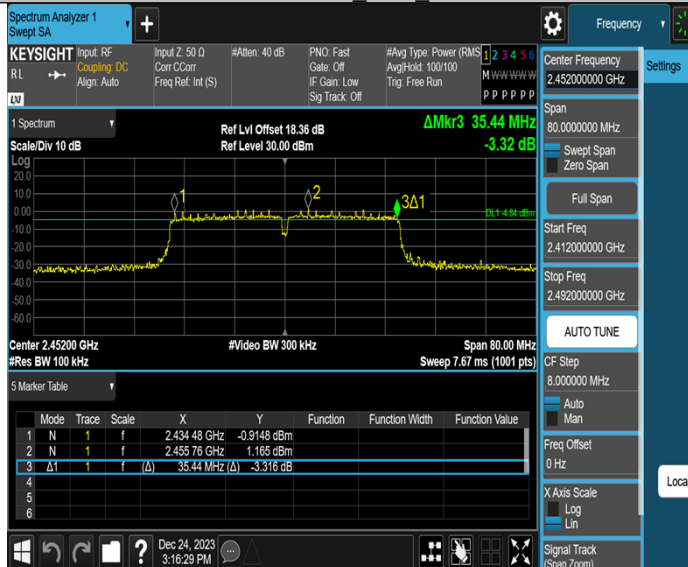 Spectrum Analyzer 1
Swept SA
Frequency
KEYSIGHT
RL
LXI
Input: RF
Coupling: DC
Align: Auto
Input Z: 50 Ω
Corr CCorr
Freq Ref: Int (S)
#Atten: 40 dB
PNO: Fast
Gate: Off
IF Gain: Low
Sig Track: Off
#Avg Type: Power (RMS
Avg|Hold: 100/100
Trig: Free Run
1 2 3 4 5 6
M W W W W W
P P P P P P
1 Spectrum
Scale/Div 10 dB
Ref Lvl Offset 18.36 dB
Ref Level 30.00 dBm
ΔMkr3 35.44 MHz
-3.32 dB
Log
20.0
10.0
0.00
-10.0
-20.0
-30.0
-40.0
-50.0
-60.0
1
2
3Δ1
DL1 -4.84 dBm
Center 2.45200 GHz
#Video BW 300 kHz
Span 80.00 MHz
#Res BW 100 kHz
Sweep 7.67 ms (1001 pts)
5 Marker Table
Mode Trace Scale X Y Function Function Width Function Value
1 N 1 f 2.434 48 GHz -0.9148 dBm
2 N 1 f 2.455 76 GHz 1.165 dBm
3 Δ1 1 f (Δ) 35.44 MHz (Δ) -3.316 dB
4
5
6
?
Dec 24, 2023
3:16:29 PM
Center Frequency
2.452000000 GHz
Span
80.0000000 MHz
Swept Span
Zero Span
Full Span
Start Freq
2.412000000 GHz
Stop Freq
2.492000000 GHz
AUTO TUNE
CF Step
8.000000 MHz
Auto
Man
Freq Offset
0 Hz
X Axis Scale
Log
Lin
Signal Track
(Span Zoom)
Settings
Loca